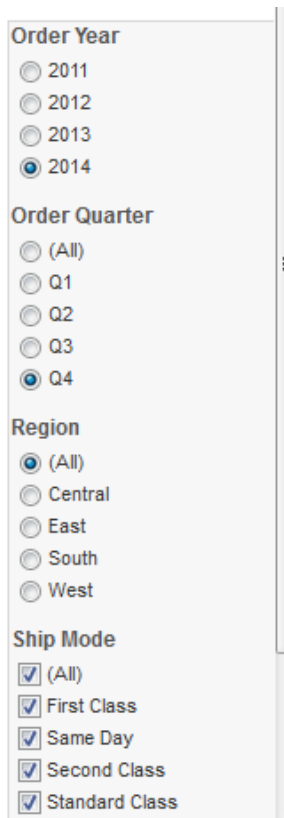 Order Year
2011
2012
2013
2014
Order Quarter
(All)
Q1
Q2
Q3
Q4
Region
(All)
Central
East
South
West
Ship Mode
(All)
First Class
Same Day
Second Class
Standard Class